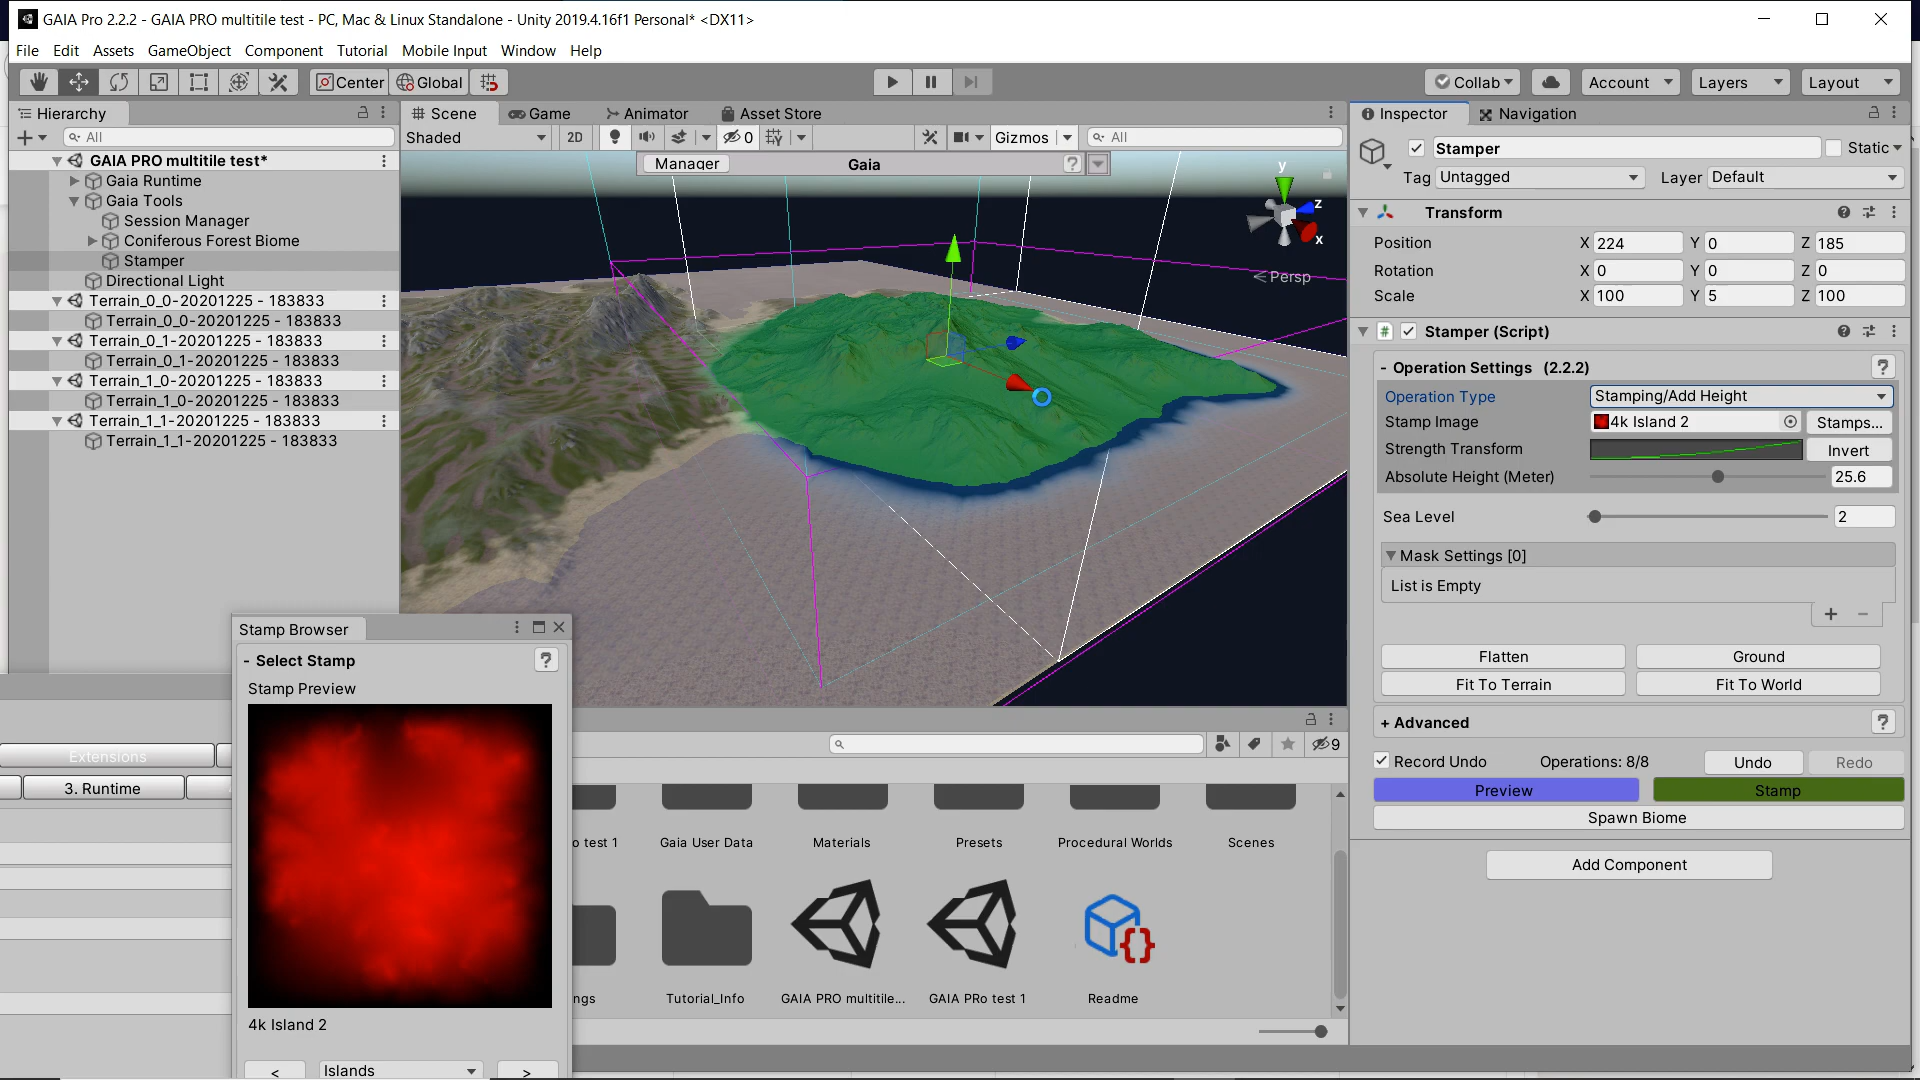 GAIA Pro 2.2.2 - GAIA PRO multitile test - PC, Mac & Linux Standalone - Unity 2019.4.16f1 Personal* <DX11>
File Edit Assets GameObject Component Tutorial Mobile Input Window Help
Center Global Collab Account Layers Layout
Hierarchy
All
GAIA PRO multitile test*
Gaia Runtime
Gaia Tools
Session Manager
Coniferous Forest Biome
Stamper
Directional Light
Terrain_0_0-20201225 - 183833
Terrain_0_0-20201225 - 183833
Terrain_0_1-20201225 - 183833
Terrain_0_1-20201225 - 183833
Terrain_1_0-20201225 - 183833
Terrain_1_0-20201225 - 183833
Terrain_1_1-20201225 - 183833
Terrain_1_1-20201225 - 183833
Scene Game Animator Asset Store
Shaded 2D 0 Gizmos All
Manager Gaia ?
y
z
x
< Persp
Inspector Navigation
Stamper Static
Tag Untagged Layer Default
Transform
Position X 224 Y 0 Z 185
Rotation X 0 Y 0 Z 0
Scale X 100 Y 5 Z 100
# Stamper (Script)
- Operation Settings (2.2.2) ?
Operation Type Stamping/Add Height
Stamp Image 4k Island 2 Stamps...
Strength Transform Invert
Absolute Height (Meter) 25.6
Sea Level 2
Mask Settings [0]
List is Empty
+ −
Flatten Ground
Fit To Terrain Fit To World
+ Advanced ?
Record Undo Operations: 8/8 Undo Redo
Preview Stamp
Spawn Biome
Add Component
Stamp Browser
- Select Stamp ?
Stamp Preview
4k Island 2
< Islands >
Extensions
3. Runtime
9
o test 1 Gaia User Data Materials Presets Procedural Worlds Scenes
ngs Tutorial_Info GAIA PRO multitile... GAIA PRo test 1 Readme